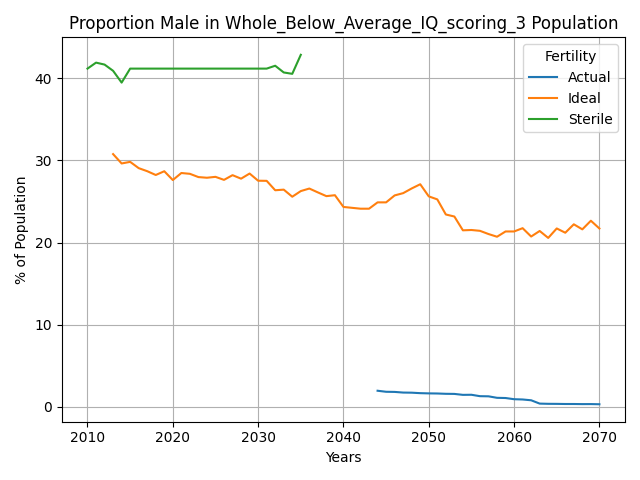 Proportion Male in Whole_Below_Average_IQ_scoring_3 Population
Fertility
Actual
Ideal
Sterile
% of Population
40
30
20
10
0
2010 2020 2030 2040 2050 2060 2070
Years